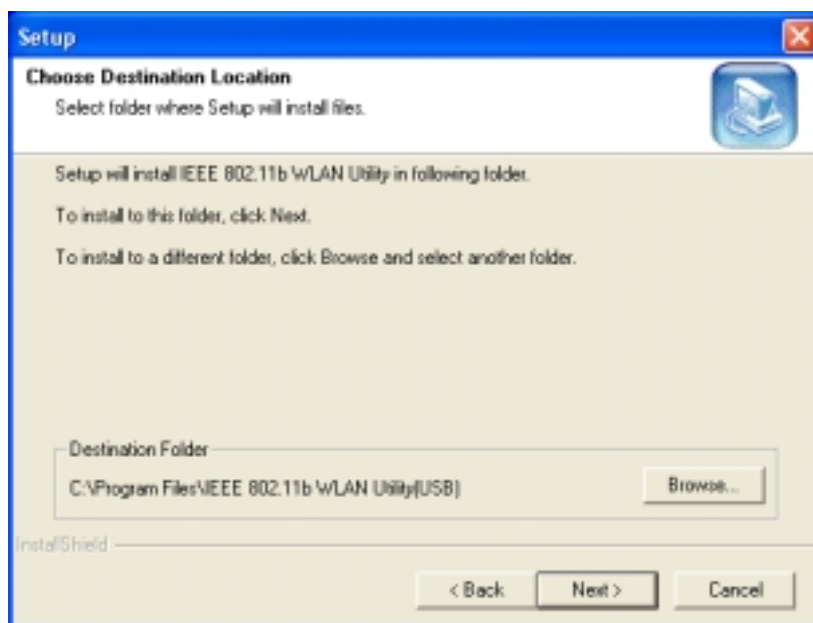 Setup
Choose Destination Location
Select folder where Setup will install files.
Setup will install IEEE 802.11b WLAN Utility in following folder.
To install to this folder, click Next.
To install to a different folder, click Browse and select another folder.
Destination Folder
C:\Program Files\IEEE 802.11b WLAN Utility(USB)
Browse...
InstallShield
< Back
Next >
Cancel